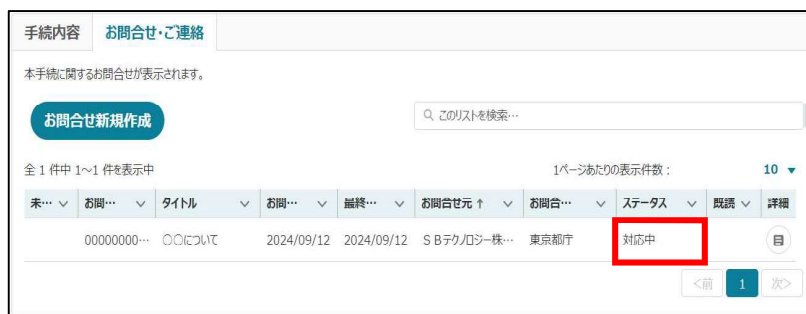 手続内容 お問合せ・ご連絡
本手続に関するお問合せが表示されます。
お問合せ新規作成 このリストを検索…
全 1 件中 1~1 件を表示中 1ページあたりの表示件数 : 10
未… お問… タイトル お問… 最終… お問合せ元 ↑ お問合… ステータス 既読 詳細
00000000… 〇〇について 2024/09/12 2024/09/12 SBテクノロジー株… 東京都庁 対応中
<前 1 次>